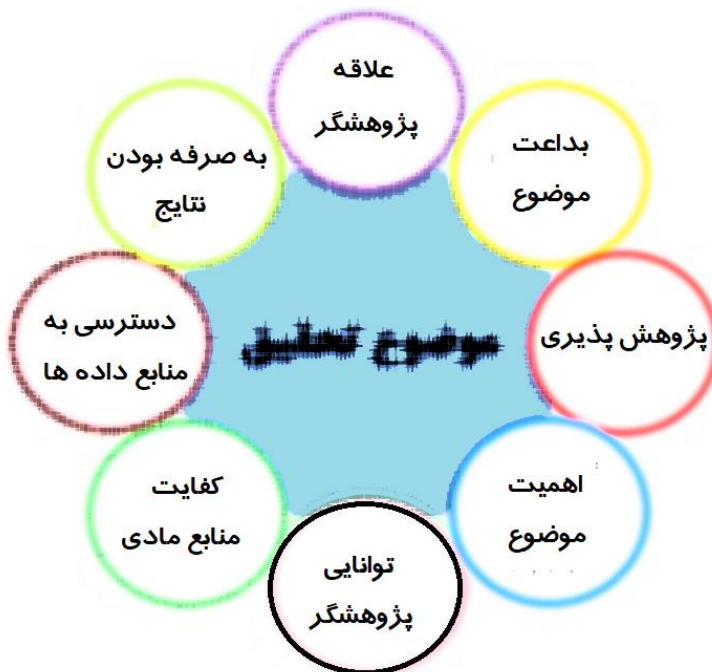 علاقه
پژوهشگر
بداعت
موضوع
پژوهش پذیری
اهمیت
موضوع
توانایی
پژوهشگر
کفایت
منابع مادی
دسترسی به
منابع داده ها
به صرفه بودن
نتایج
موضوع